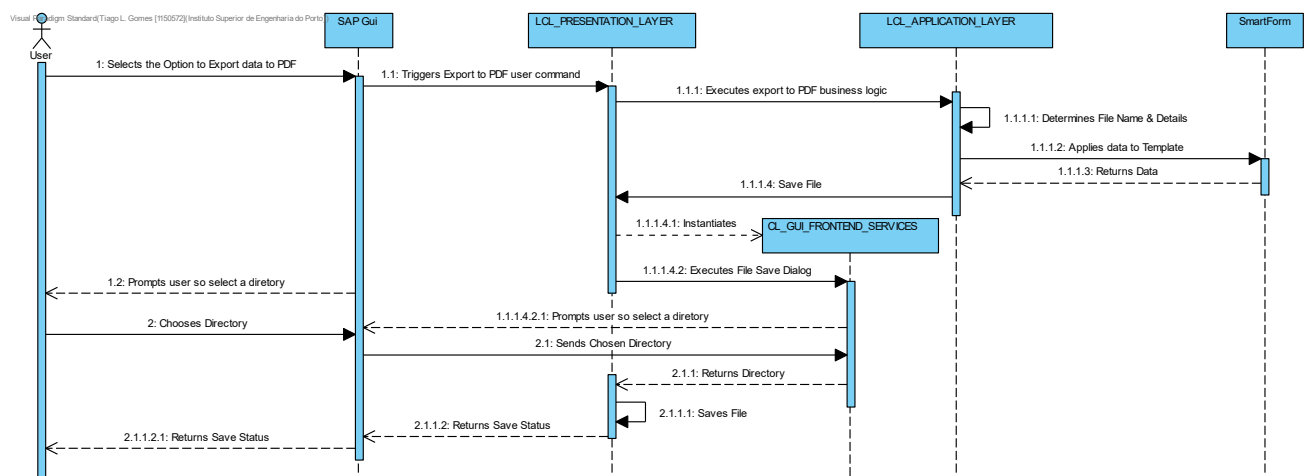 Visual Paradigm Standard(Tiago L. Gomes [1150572](Instituto Superior de Engenharia do Porto))
User
SAP Gui
LCL_PRESENTATION_LAYER
LCL_APPLICATION_LAYER
SmartForm
1: Selects the Option to Export data to PDF
1.1: Triggers Export to PDF user command
1.1.1: Executes export to PDF business logic
1.1.1.1: Determines File Name & Details
1.1.1.2: Applies data to Template
1.1.1.3: Returns Data
1.1.1.4: Save File
1.1.1.4.1: Instantiates
CL_GUI_FRONTEND_SERVICES
1.1.1.4.2: Executes File Save Dialog
1.2: Prompts user so select a diretory
1.1.1.4.2.1: Prompts user so select a diretory
2: Chooses Directory
2.1: Sends Chosen Directory
2.1.1: Returns Directory
2.1.1.1: Saves File
2.1.1.2: Returns Save Status
2.1.1.2.1: Returns Save Status